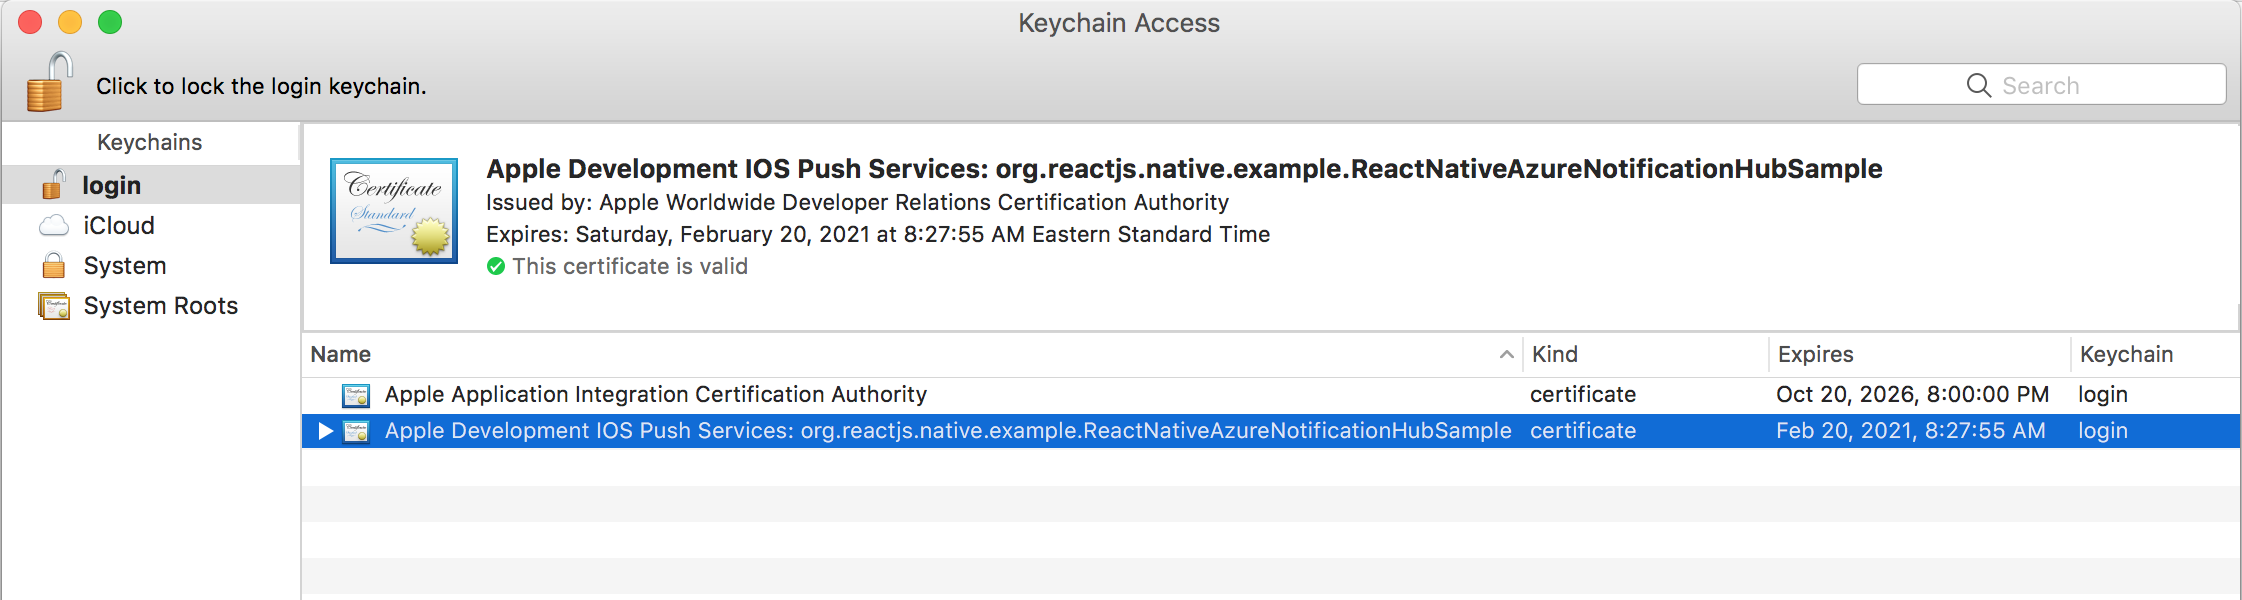 Keychain Access
Click to lock the login keychain.
Search
Keychains
login
iCloud
System
System Roots
Certificate
Standard
Apple Development IOS Push Services: org.reactjs.native.example.ReactNativeAzureNotificationHubSample
Issued by: Apple Worldwide Developer Relations Certification Authority
Expires: Saturday, February 20, 2021 at 8:27:55 AM Eastern Standard Time
This certificate is valid
Name Kind Expires Keychain
Apple Application Integration Certification Authority certificate Oct 20, 2026, 8:00:00 PM login
Apple Development IOS Push Services: org.reactjs.native.example.ReactNativeAzureNotificationHubSample certificate Feb 20, 2021, 8:27:55 AM login